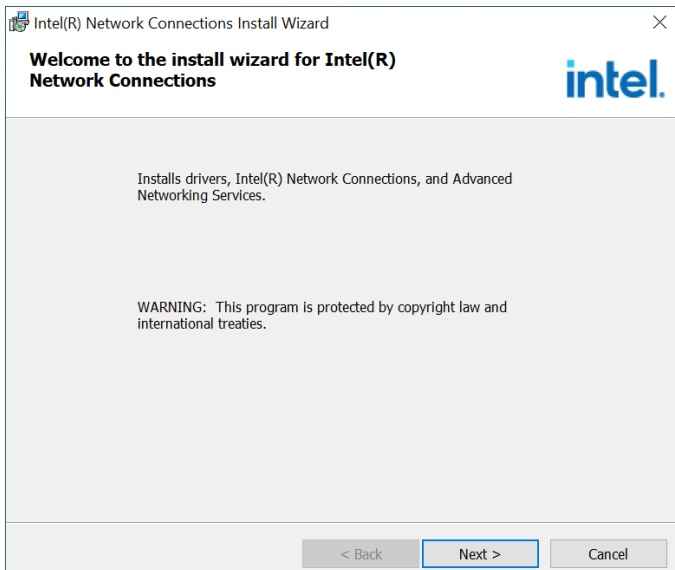 Intel(R) Network Connections Install Wizard
Welcome to the install wizard for Intel(R)
Network Connections
intel.
Installs drivers, Intel(R) Network Connections, and Advanced
Networking Services.
WARNING:  This program is protected by copyright law and
international treaties.
< Back
Next >
Cancel